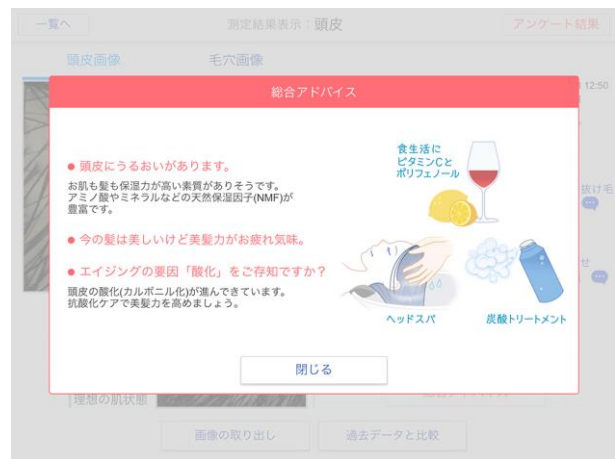 一覧へ
測定結果表示：頭皮
アンケート結果
頭皮画像
毛穴画像
12:50
総合アドバイス
● 頭皮にうるおいがあります。
お肌も髪も保湿力が高い素質がありそうです。
アミノ酸やミネラルなどの天然保湿因子(NMF)が
豊富です。
● 今の髪は美しいけど美髪力がお疲れ気味。
● エイジングの要因「酸化」をご存知ですか？
頭皮の酸化(カルボニル化)が進んできています。
抗酸化ケアで美髪力を高めましょう。
食生活に
ビタミンCと
ポリフェノール
ヘッドスパ
炭酸トリートメント
抜け毛
せ
閉じる
理想の肌状態
画像の取り出し
過去データと比較